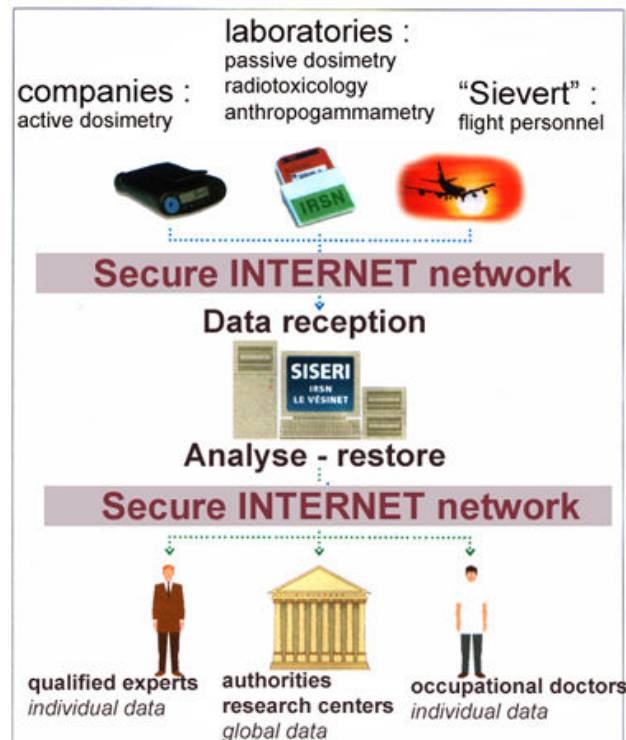 laboratories :
passive dosimetry
radiotoxicology
anthropogammametry
companies :
active dosimetry
“Sievert” :
flight personnel
IRSN
Secure INTERNET network
Data reception
SISERI
IRSN
LE VÉSINET
Analyse - restore
Secure INTERNET network
qualified experts
individual data
authorities
research centers
global data
occupational doctors
individual data